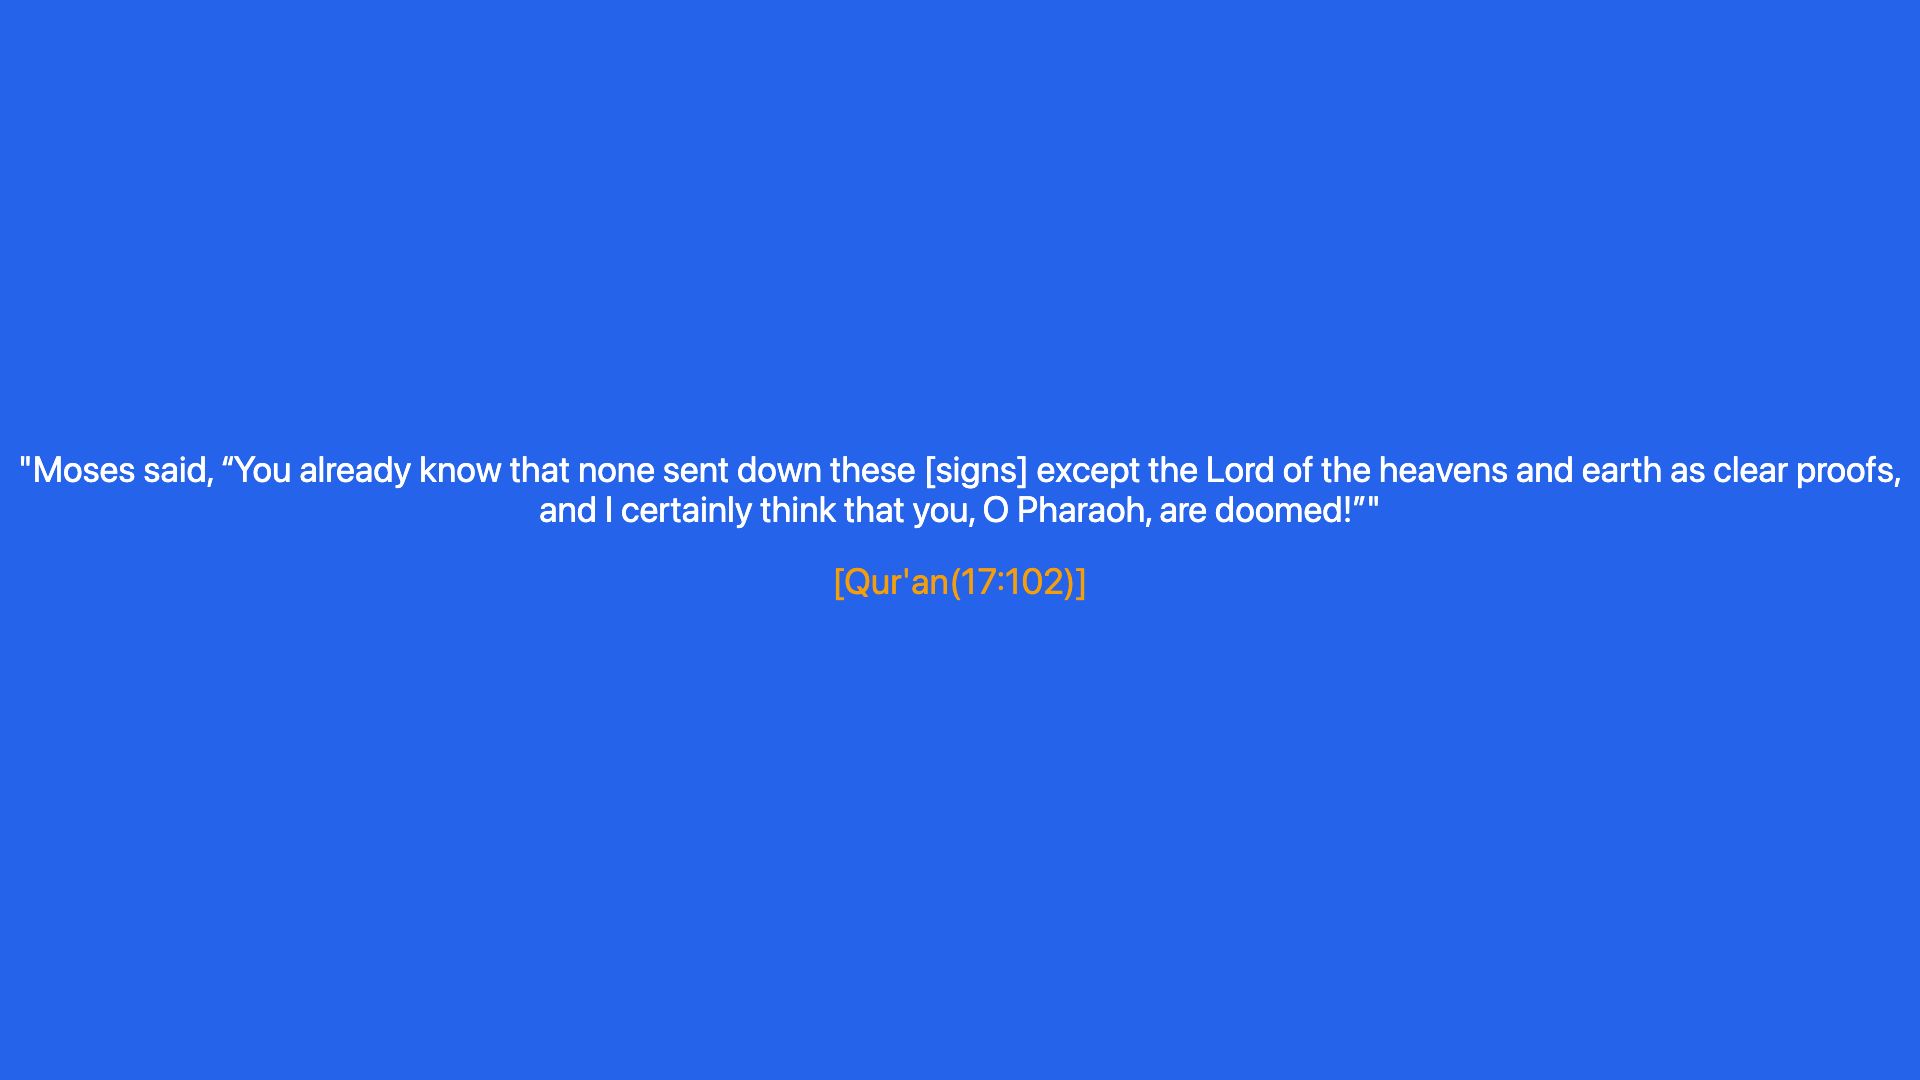 "Moses said, “You already know that none sent down these [signs] except the Lord of the heavens and earth as clear proofs,
and I certainly think that you, O Pharaoh, are doomed!”"
[Qur'an(17:102)]